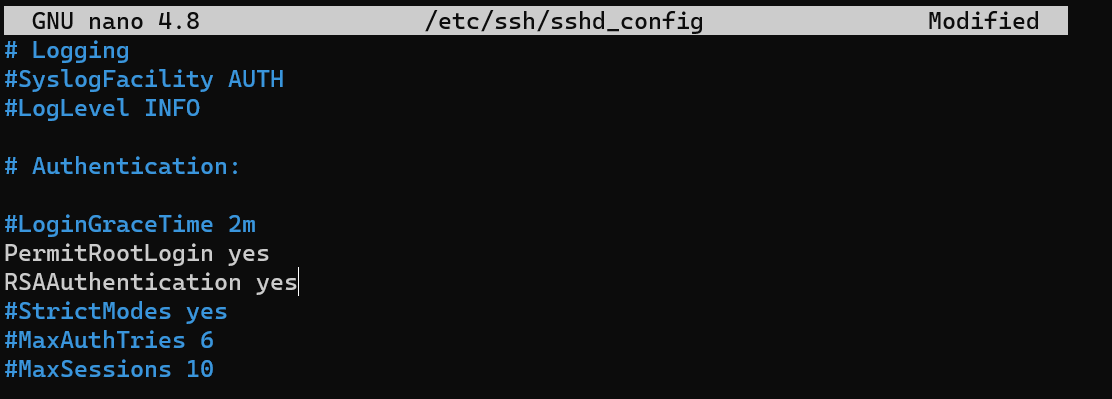 GNU nano 4.8 /etc/ssh/sshd_config Modified
# Logging
#SyslogFacility AUTH
#LogLevel INFO
# Authentication:
#LoginGraceTime 2m
PermitRootLogin yes
RSAAuthentication yes
#StrictModes yes
#MaxAuthTries 6
#MaxSessions 10